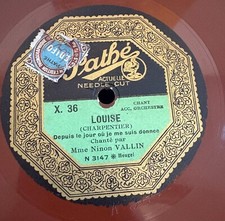 Pathé
ACTUELLE
NEEDLE CUT
X. 36
CHANT
ACC. ORCHESTRE
LOUISE
(CHARPENTIER)
Depuis le jour où je me suis donnée
Chanté par
Mme Ninon VALLIN
N 3147 ✻ Heugel